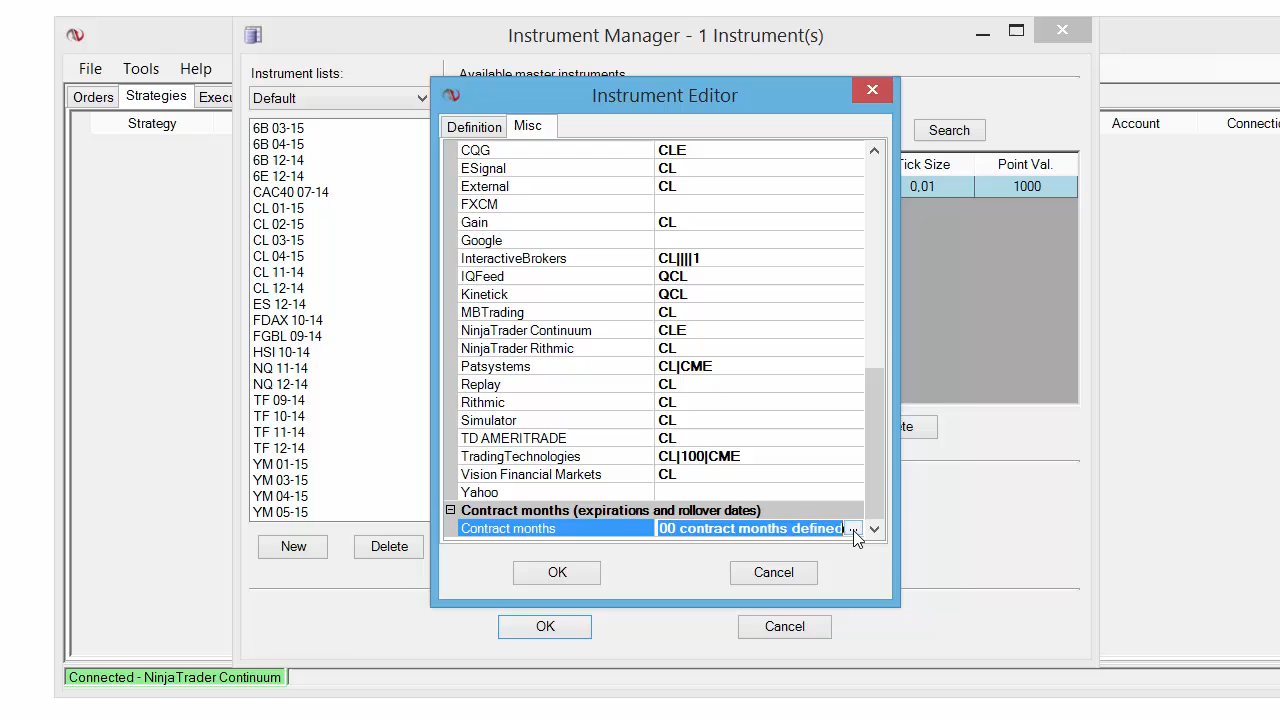 Instrument Manager - 1 Instrument(s)
File Tools Help
Orders Strategies
Strategy
Account
Instrument lists:
Default
6B 03-15
6B 04-15
6B 12-14
6E 12-14
CAC40 07-14
CL 01-15
CL 02-15
CL 03-15
CL 04-15
CL 11-14
CL 12-14
ES 12-14
FDAX 10-14
FGBL 09-14
HSI 10-14
NQ 11-14
NQ 12-14
TF 09-14
TF 10-14
TF 11-14
TF 12-14
YM 01-15
YM 03-15
YM 04-15
YM 05-15
New Delete
Available master instruments
Search
Tick Size Point Val.
0.01 1000
Instrument Editor
Definition Misc
CQG CLE
ESignal CL
External CL
FXCM
Gain CL
Google
InteractiveBrokers CL||||1
IQFeed QCL
Kinetick QCL
MBTrading CL
NinjaTrader Continuum CLE
NinjaTrader Rithmic CL
Patsystems CL|CME
Replay CL
Rithmic CL
Simulator CL
TD AMERITRADE CL
TradingTechnologies CL|100|CME
Vision Financial Markets CL
Yahoo
Contract months (expirations and rollover dates)
Contract months 00 contract months defined
OK Cancel
OK Cancel
Connected - NinjaTrader Continuum